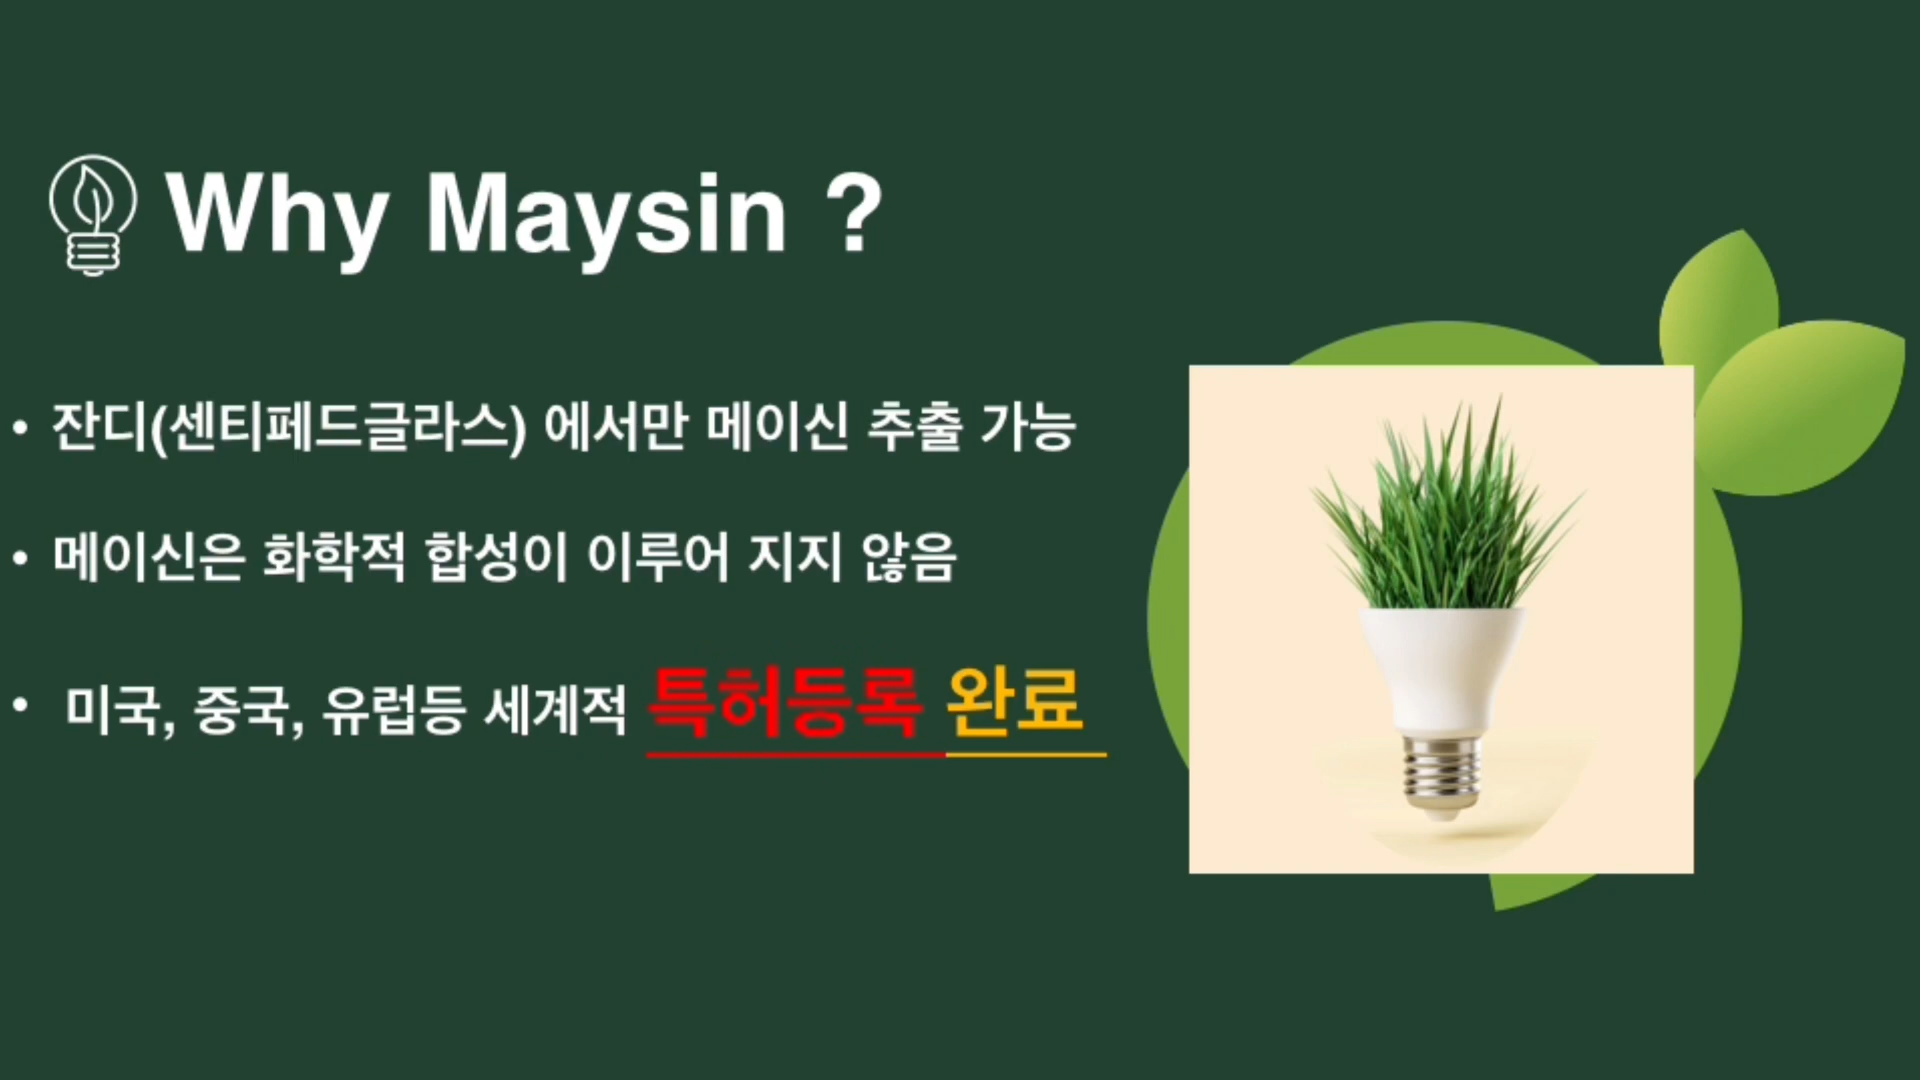 Why Maysin ?
• 잔디(센티페드글라스) 에서만 메이신 추출 가능
• 메이신은 화학적 합성이 이루어 지지 않음
• 미국, 중국, 유럽등 세계적 특허등록 완료